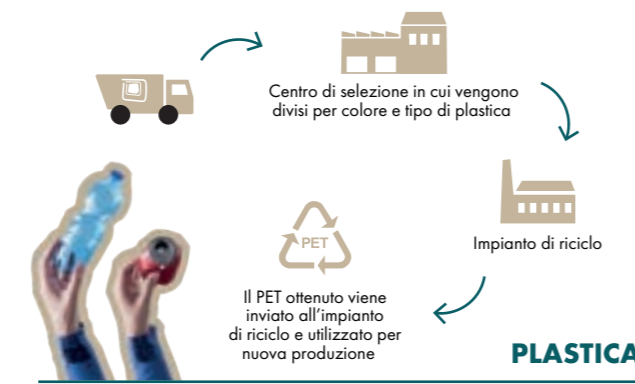 Centro di selezione in cui vengono
divisi per colore e tipo di plastica
Impianto di riciclo
PET
Il PET ottenuto viene
inviato all’impianto
di riciclo e utilizzato per
nuova produzione
PLASTICA